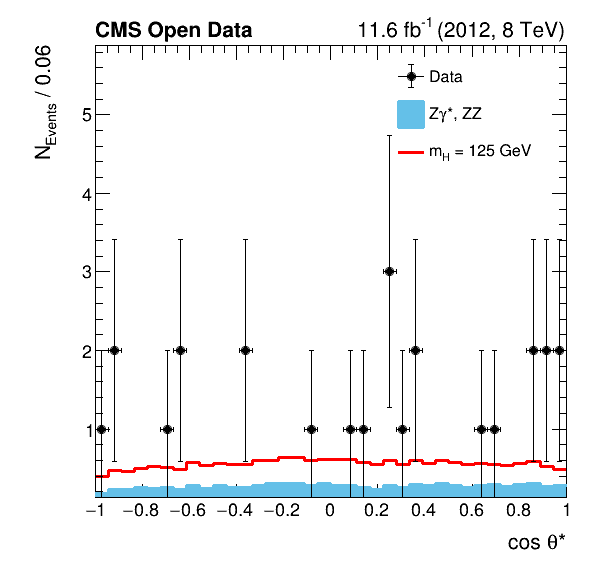 CMS Open Data 11.6 fb⁻¹ (2012, 8 TeV)
N_Events / 0.06
Data
Zγ*, ZZ
m_H = 125 GeV
5
4
3
2
1
−1 −0.8 −0.6 −0.4 −0.2 0 0.2 0.4 0.6 0.8 1
cos θ*